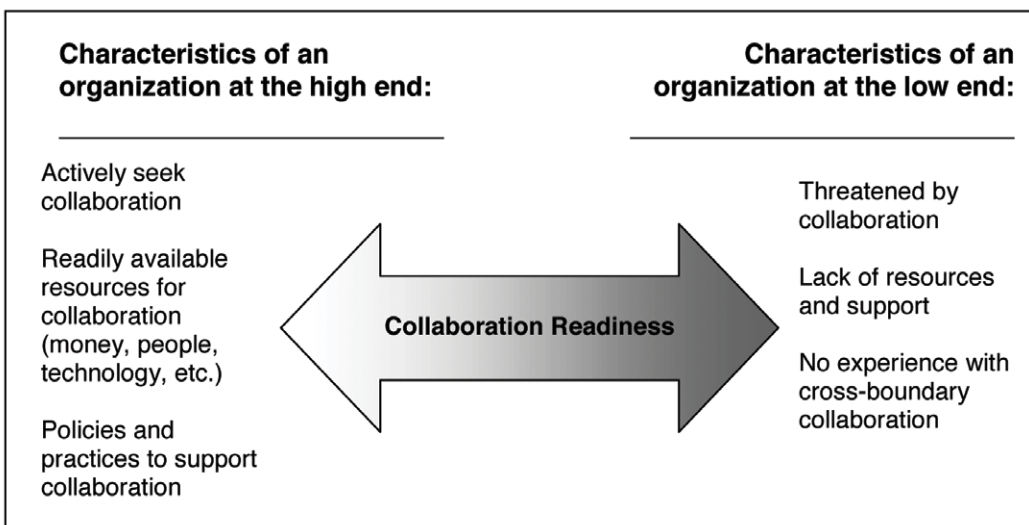 Characteristics of an
organization at the high end:
Actively seek
collaboration
Readily available
resources for
collaboration
(money, people,
technology, etc.)
Policies and
practices to support
collaboration
Collaboration Readiness
Characteristics of an
organization at the low end:
Threatened by
collaboration
Lack of resources
and support
No experience with
cross-boundary
collaboration